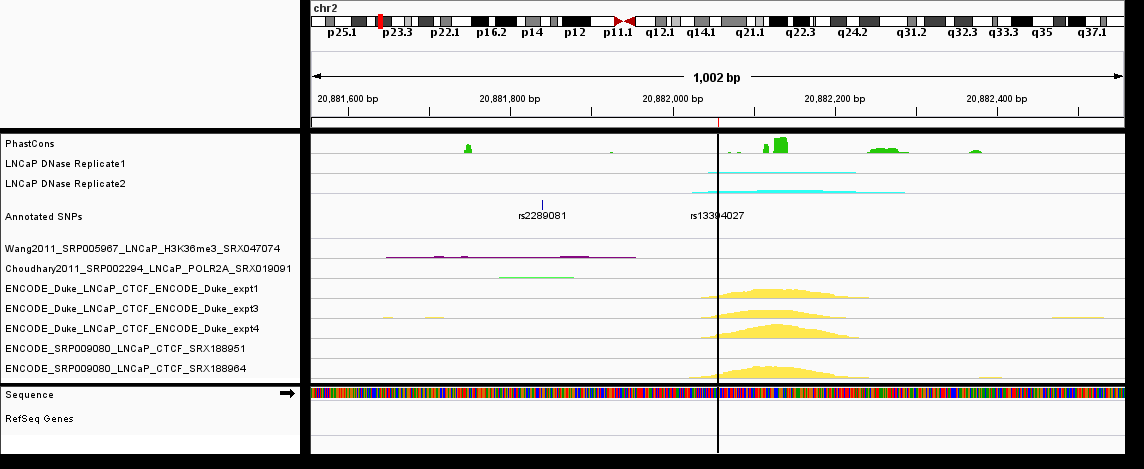 chr2
p25.1 p23.3 p22.1 p16.2 p14 p12 p11.1 q12.1 q14.1 q21.1 q22.3 q24.2 q31.2 q32.3 q33.3 q35 q37.1
1,002 bp
20,881,600 bp 20,881,800 bp 20,882,000 bp 20,882,200 bp 20,882,400 bp
PhastCons
LNCaP DNase Replicate1
LNCaP DNase Replicate2
Annotated SNPs rs2289081 rs13394027
Wang2011_SRP005967_LNCaP_H3K36me3_SRX047074
Choudhary2011_SRP002294_LNCaP_POLR2A_SRX019091
ENCODE_Duke_LNCaP_CTCF_ENCODE_Duke_expt1
ENCODE_Duke_LNCaP_CTCF_ENCODE_Duke_expt3
ENCODE_Duke_LNCaP_CTCF_ENCODE_Duke_expt4
ENCODE_SRP009080_LNCaP_CTCF_SRX188951
ENCODE_SRP009080_LNCaP_CTCF_SRX188964
Sequence
RefSeq Genes